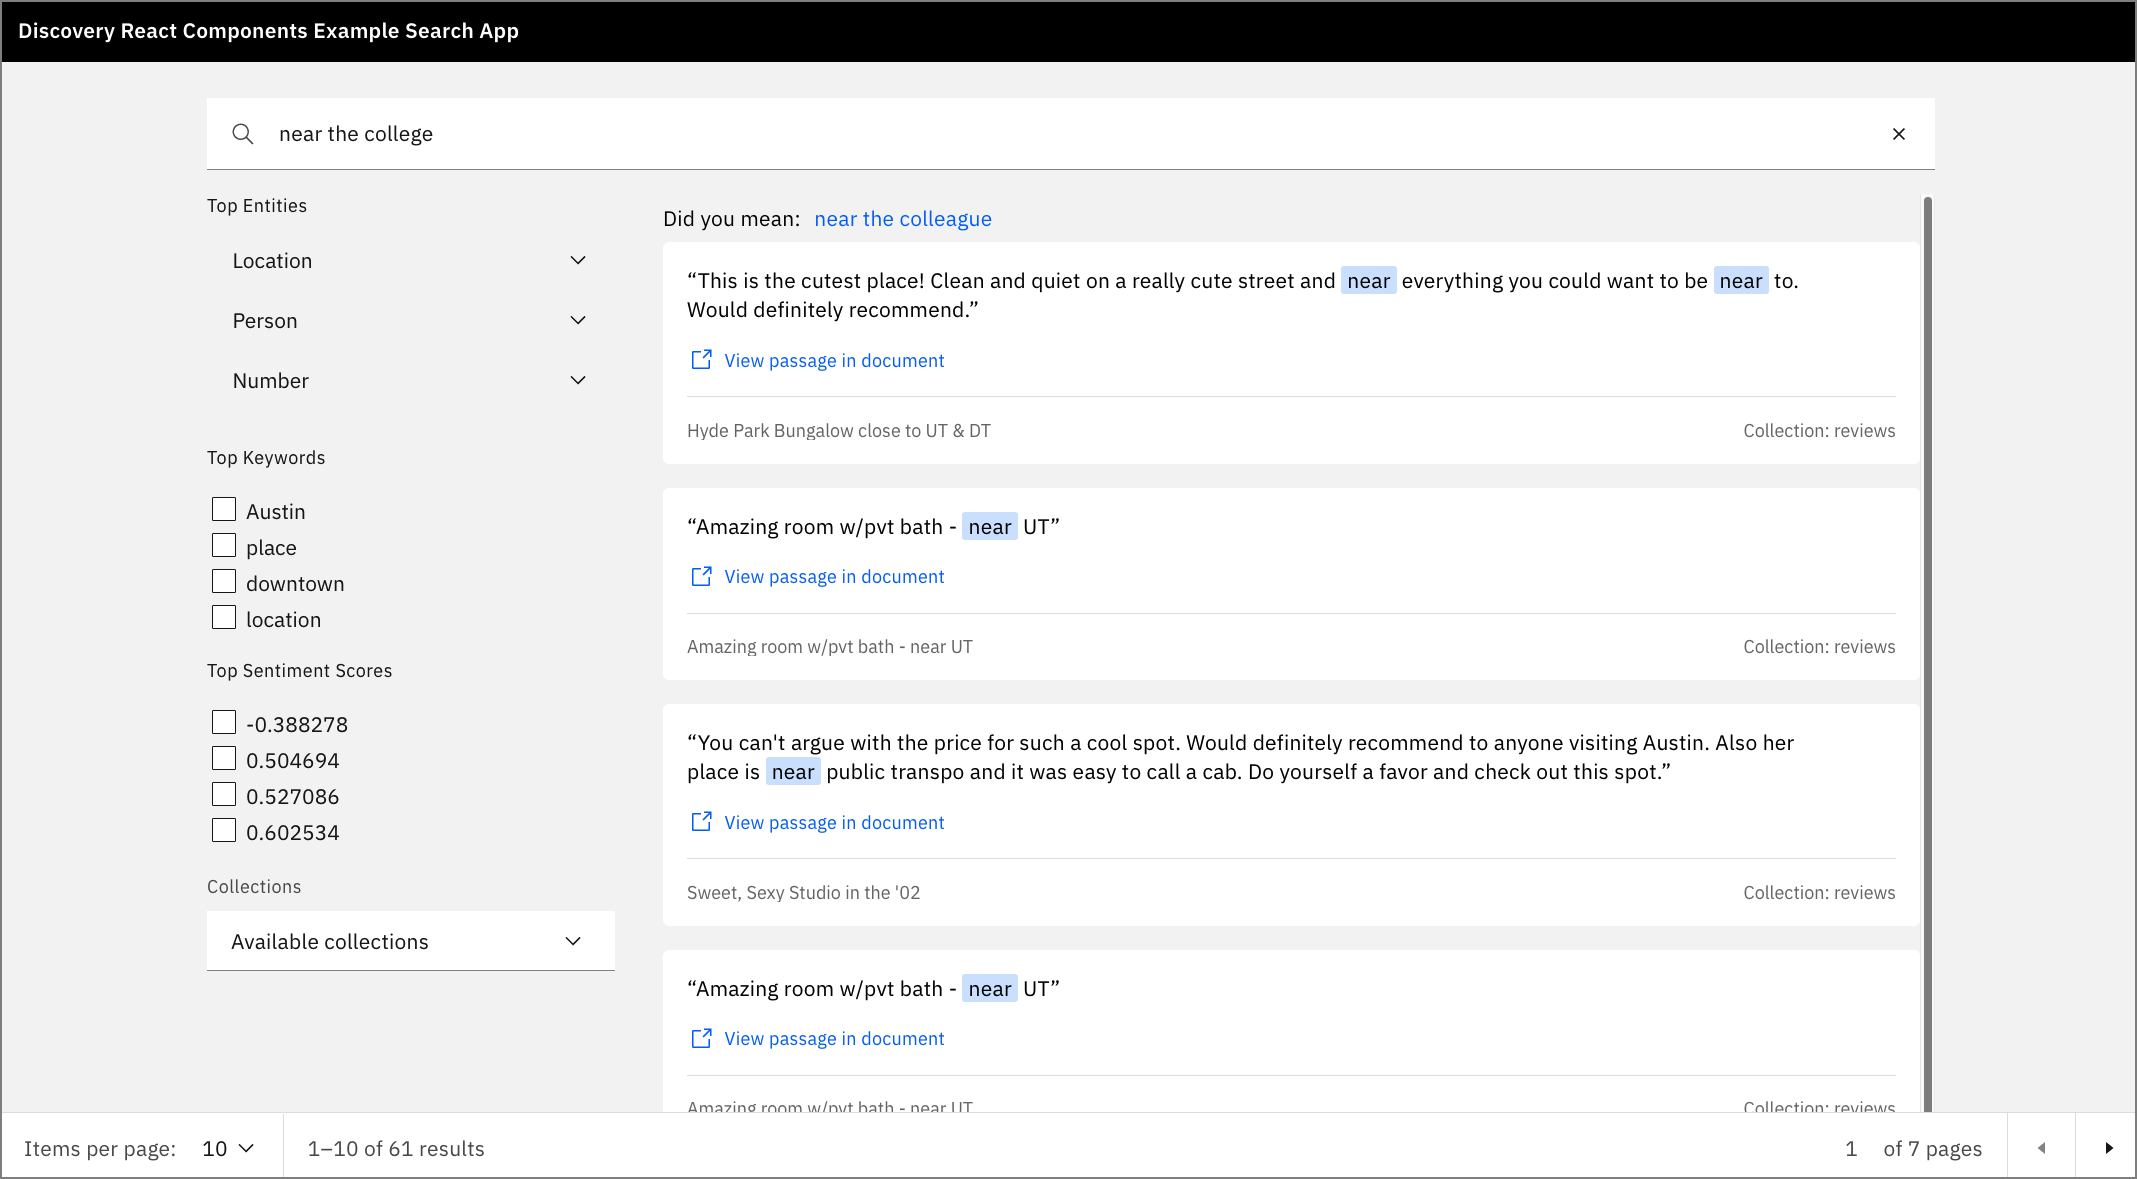 Discovery React Components Example Search App
near the college
Top Entities
Location
Person
Number
Top Keywords
Austin
place
downtown
location
Top Sentiment Scores
-0.388278
0.504694
0.527086
0.602534
Collections
Available collections
Did you mean: near the colleague
“This is the cutest place! Clean and quiet on a really cute street and near everything you could want to be near to.
Would definitely recommend.”
View passage in document
Hyde Park Bungalow close to UT & DT Collection: reviews
“Amazing room w/pvt bath - near UT”
View passage in document
Amazing room w/pvt bath - near UT Collection: reviews
“You can't argue with the price for such a cool spot. Would definitely recommend to anyone visiting Austin. Also her
place is near public transpo and it was easy to call a cab. Do yourself a favor and check out this spot.”
View passage in document
Sweet, Sexy Studio in the '02 Collection: reviews
“Amazing room w/pvt bath - near UT”
View passage in document
Amazing room w/pvt bath - near UT Collection: reviews
Items per page: 10 1–10 of 61 results 1 of 7 pages